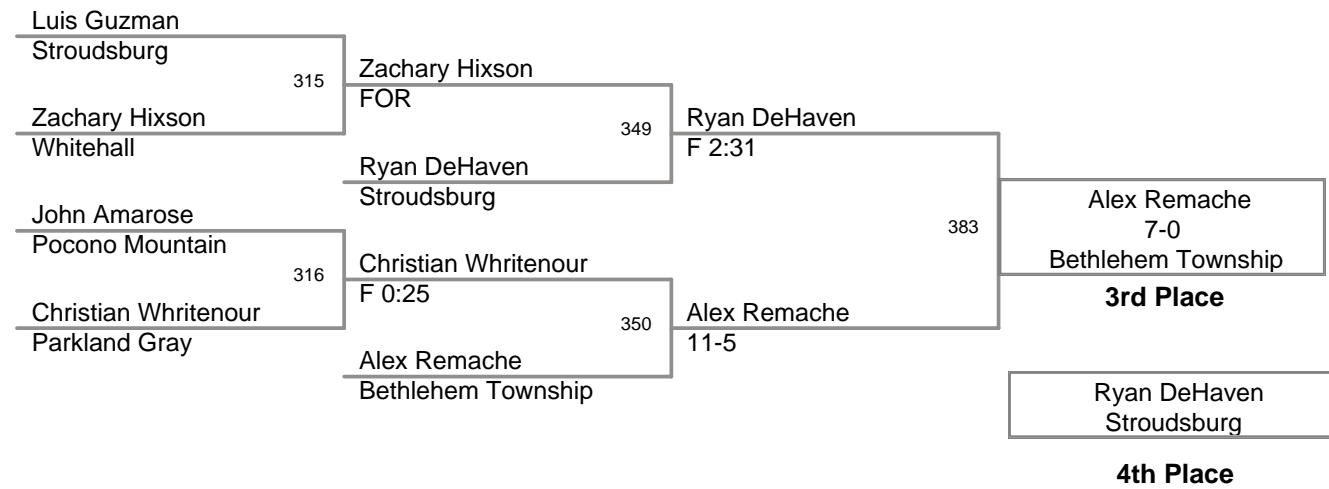 Luis Guzman
Stroudsburg
315
Zachary Hixson
Whitehall
John Amarose
Pocono Mountain
316
Christian Whritenour
Parkland Gray
Zachary Hixson
FOR
349
Ryan DeHaven
Stroudsburg
Christian Whritenour
F 0:25
350
Alex Remache
Bethlehem Township
Ryan DeHaven
F 2:31
383
Alex Remache
11-5
Alex Remache
7-0
Bethlehem Township
3rd Place
Ryan DeHaven
Stroudsburg
4th Place